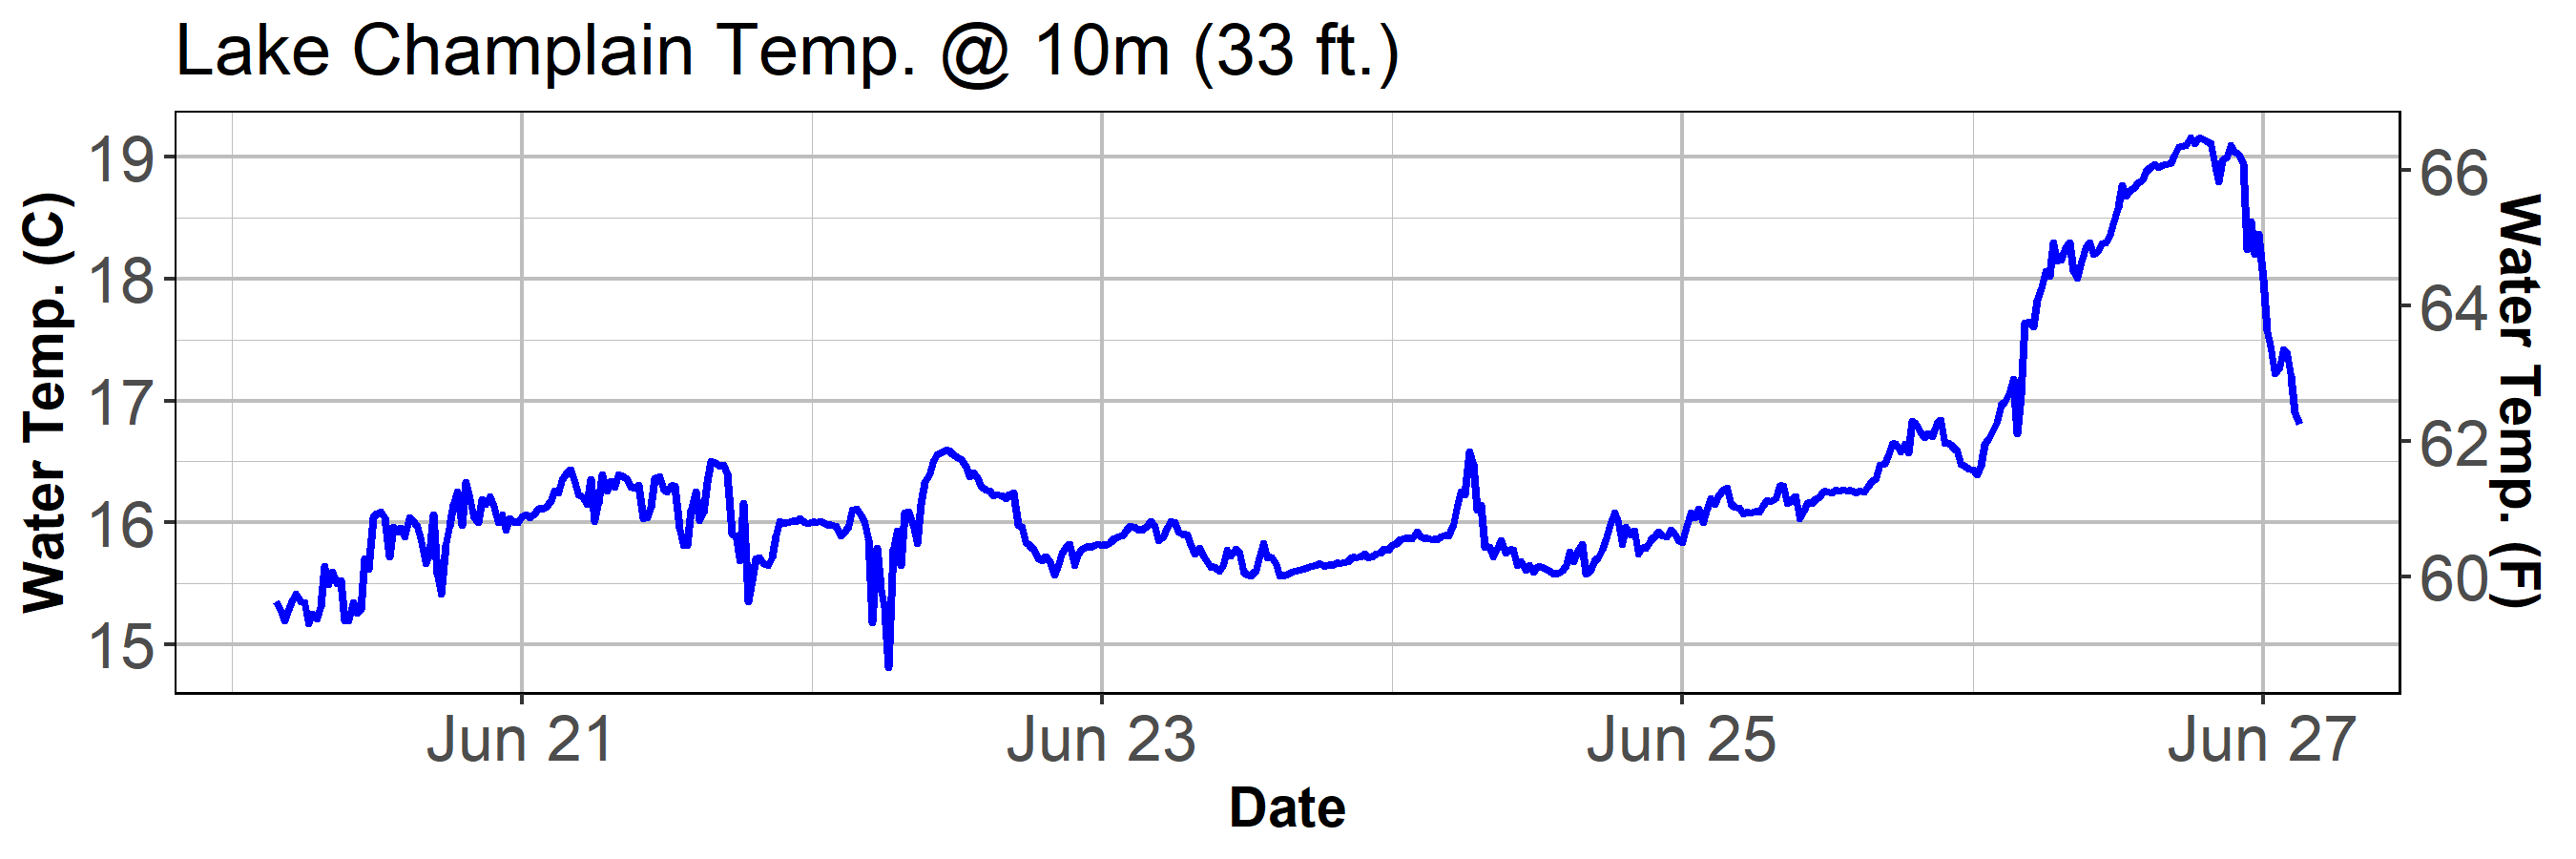 Lake Champlain Temp. @ 10m (33 ft.)
Water Temp. (C)
19
18
17
16
15
66
64
62
60
Water Temp. (F)
Jun 21
Jun 23
Jun 25
Jun 27
Date